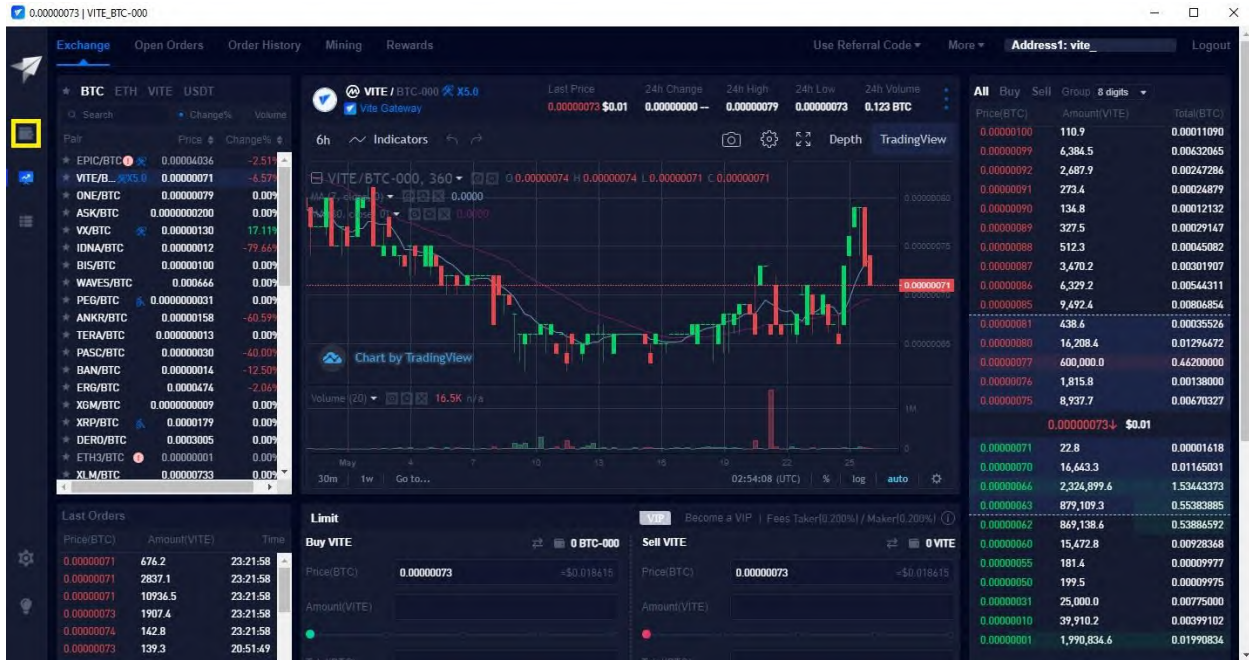 0.00000073 | VITE_BTC-000
Exchange Open Orders Order History Mining Rewards Use Referral Code More Address1: vite_ Logout
BTC ETH VITE USDT
Search Change% Volume
Pair Price Change%
EPIC/BTC 0.00004036 -2.51%
VITE/B... X5.0 0.00000071 -6.57%
ONE/BTC 0.00000079 0.00%
ASK/BTC 0.0000000200 0.00%
VX/BTC 0.00000130 17.11%
IDNA/BTC 0.00000012 -79.66%
BIS/BTC 0.00000100 0.00%
WAVES/BTC 0.000666 0.00%
PEG/BTC 0.0000000031 0.00%
ANKR/BTC 0.00000158 -60.59%
TERA/BTC 0.000000013 0.00%
PASC/BTC 0.00000030 -40.00%
BAN/BTC 0.00000014 -12.50%
ERG/BTC 0.0000474 -2.06%
XGM/BTC 0.0000000009 0.00%
XRP/BTC 0.0000179 0.00%
DERO/BTC 0.0003005 0.00%
ETH3/BTC 0.00000001 0.00%
XLM/BTC 0.00000733 0.00%
VITE / BTC-000 X5.0
Vite Gateway
Last Price 24h Change 24h High 24h Low 24h Volume
0.00000073 $0.01 0.00000000 -- 0.00000079 0.00000073 0.123 BTC
6h Indicators Depth TradingView
VITE/BTC-000, 360 O 0.00000074 H 0.00000074 L 0.00000071 C 0.00000071
0.0000
0.0000
0.00000080
0.00000075
0.00000071
0.00000070
0.00000065
Chart by TradingView
Volume (20) 16.5K n/a
1M
0
May 4 7 10 13 16 19 22 25
30m 1w Go to... 02:54:08 (UTC) % log auto
All Buy Sell Group 8 digits
Price(BTC) Amount(VITE) Total(BTC)
0.00000100 110.9 0.00011090
0.00000099 6,384.5 0.00632065
0.00000092 2,687.9 0.00247286
0.00000091 273.4 0.00024879
0.00000090 134.8 0.00012132
0.00000089 327.5 0.00029147
0.00000088 512.3 0.00045082
0.00000087 3,470.2 0.00301907
0.00000086 6,329.2 0.00544311
0.00000085 9,492.4 0.00806854
0.00000081 438.6 0.00035526
0.00000080 16,208.4 0.01296672
0.00000077 600,000.0 0.46200000
0.00000076 1,815.8 0.00138000
0.00000075 8,937.7 0.00670327
0.00000073↓ $0.01
0.00000071 22.8 0.00001618
0.00000070 16,643.3 0.01165031
0.00000066 2,324,899.6 1.53443373
0.00000063 879,109.3 0.55383885
0.00000062 869,138.6 0.53886592
0.00000060 15,472.8 0.00928368
0.00000055 181.4 0.00009977
0.00000050 199.5 0.00009975
0.00000031 25,000.0 0.00775000
0.00000010 39,910.2 0.00399102
0.00000001 1,990,834.6 0.01990834
Last Orders
Price(BTC) Amount(VITE) Time
0.00000071 676.2 23:21:58
0.00000071 2837.1 23:21:58
0.00000071 10936.5 23:21:58
0.00000073 1907.4 23:21:58
0.00000074 142.8 23:21:58
0.00000073 139.3 20:51:49
Limit VIP Become a VIP | Fees Taker(0.200%) / Maker(0.200%)
Buy VITE 0 BTC-000 Sell VITE 0 VITE
Price(BTC) 0.00000073 ≈$0.018615 Price(BTC) 0.00000073 ≈$0.018615
Amount(VITE) Amount(VITE)